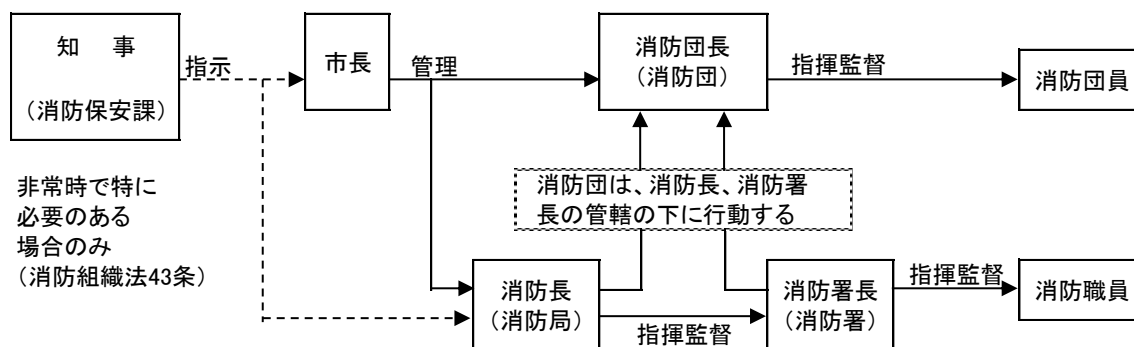 知　事
(消防保安課)
指示
市長
管理
消防団長
(消防団)
指揮監督
消防団員
非常時で特に
必要のある
場合のみ
(消防組織法43条)
消防団は、消防長、消防署
長の管轄の下に行動する
消防長
(消防局)
指揮監督
消防署長
(消防署)
指揮監督
消防職員